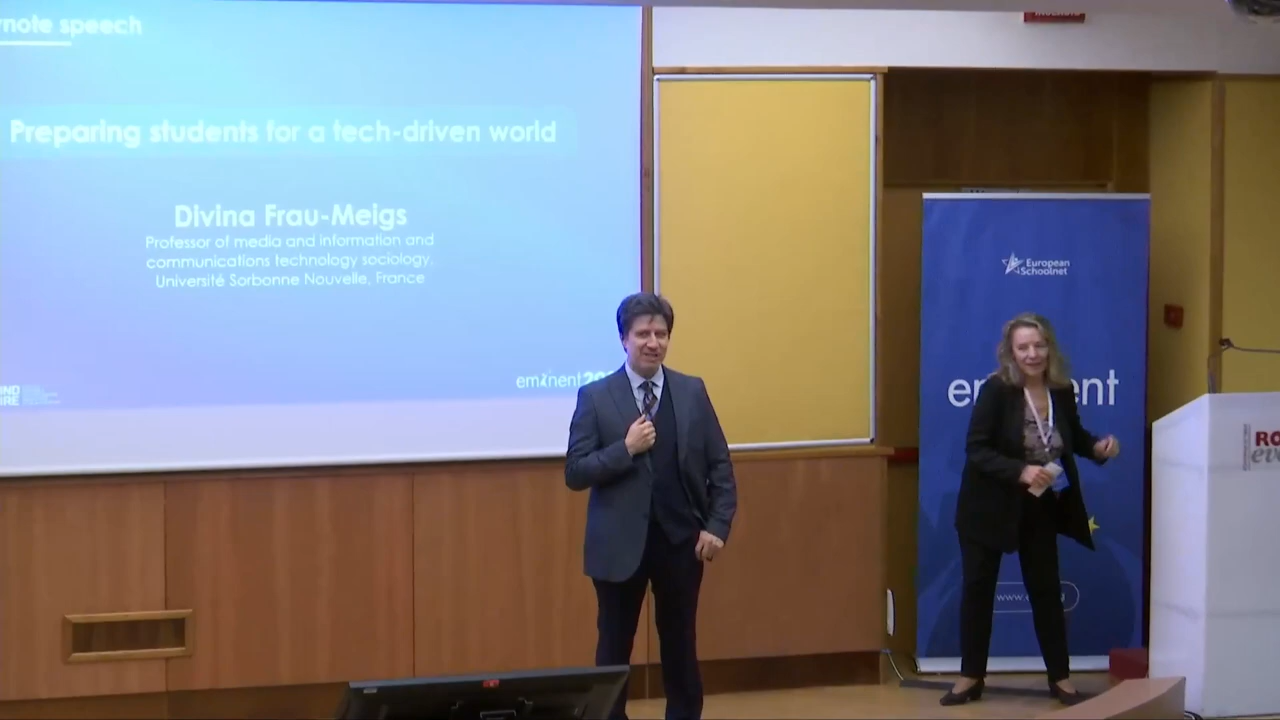 note speech
Preparing students for a tech-driven world
Divina Frau-Meigs
Professor of media and information and
communications technology sociology,
Université Sorbonne Nouvelle, France
eminent
European
Schoolnet
www.